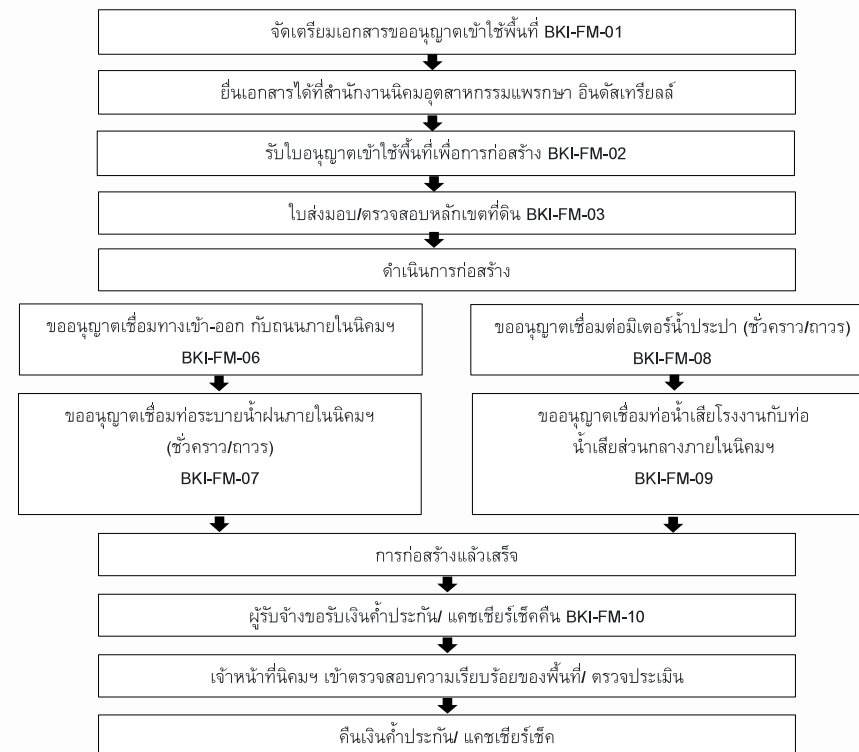 จัดเตรียมเอกสารขออนุญาตเข้าใช้พื้นที่ BKI-FM-01
ยื่นเอกสารได้ที่สำนักงานนิคมอุตสาหกรรมแพรกษา อินดัสเทรียลล์
รับใบอนุญาตเข้าใช้พื้นที่เพื่อการก่อสร้าง BKI-FM-02
ใบส่งมอบ/ตรวจสอบหลักเขตที่ดิน BKI-FM-03
ดำเนินการก่อสร้าง
ขออนุญาตเชื่อมทางเข้า-ออก กับถนนภายในนิคมฯ
BKI-FM-06
ขออนุญาตเชื่อมท่อระบายน้ำฝนภายในนิคมฯ
(ชั่วคราว/ถาวร)
BKI-FM-07
ขออนุญาตเชื่อมต่อมิเตอร์น้ำประปา (ชั่วคราว/ถาวร)
BKI-FM-08
ขออนุญาตเชื่อมท่อน้ำเสียโรงงานกับท่อ
น้ำเสียส่วนกลางภายในนิคมฯ
BKI-FM-09
การก่อสร้างแล้วเสร็จ
ผู้รับจ้างขอรับเงินค้ำประกัน/ แคชเชียร์เช็คคืน BKI-FM-10
เจ้าหน้าที่นิคมฯ เข้าตรวจสอบความเรียบร้อยของพื้นที่/ ตรวจประเมิน
คืนเงินค้ำประกัน/ แคชเชียร์เช็ค